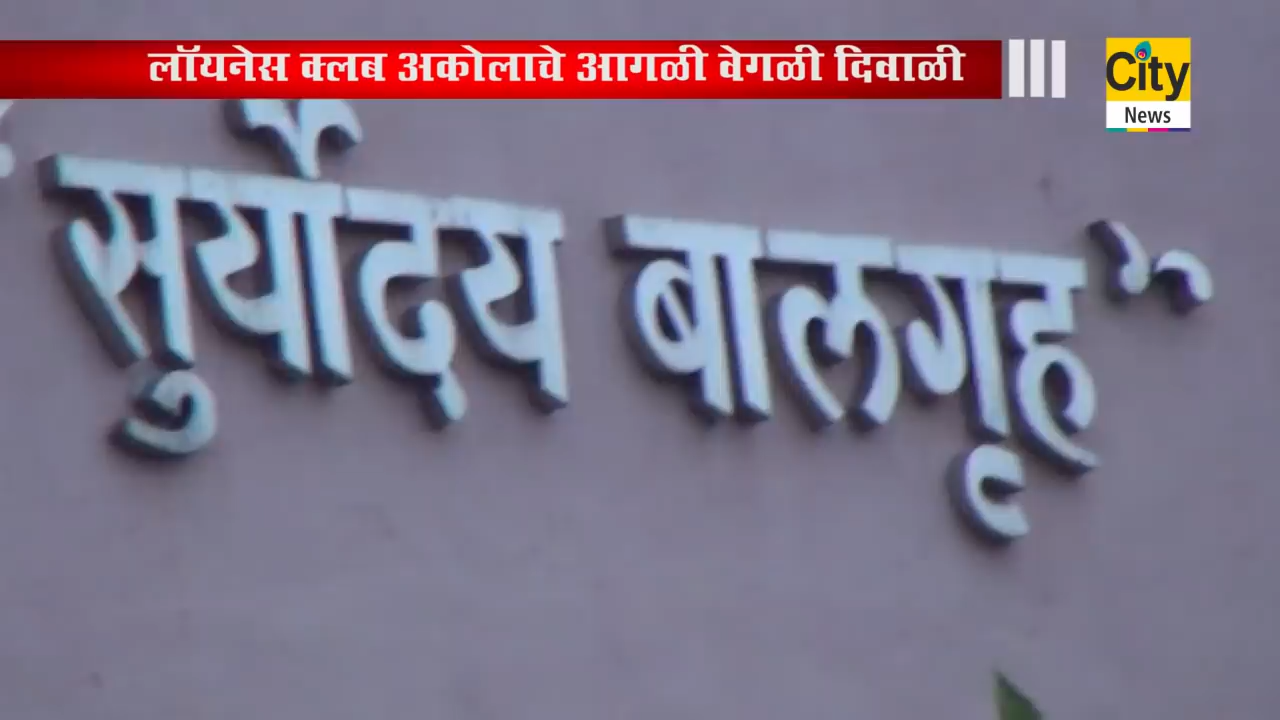 लॉयनेस क्लब अकोलाचे आगळी वेगळी दिवाळी
City
News
सुर्योदय बालगृह